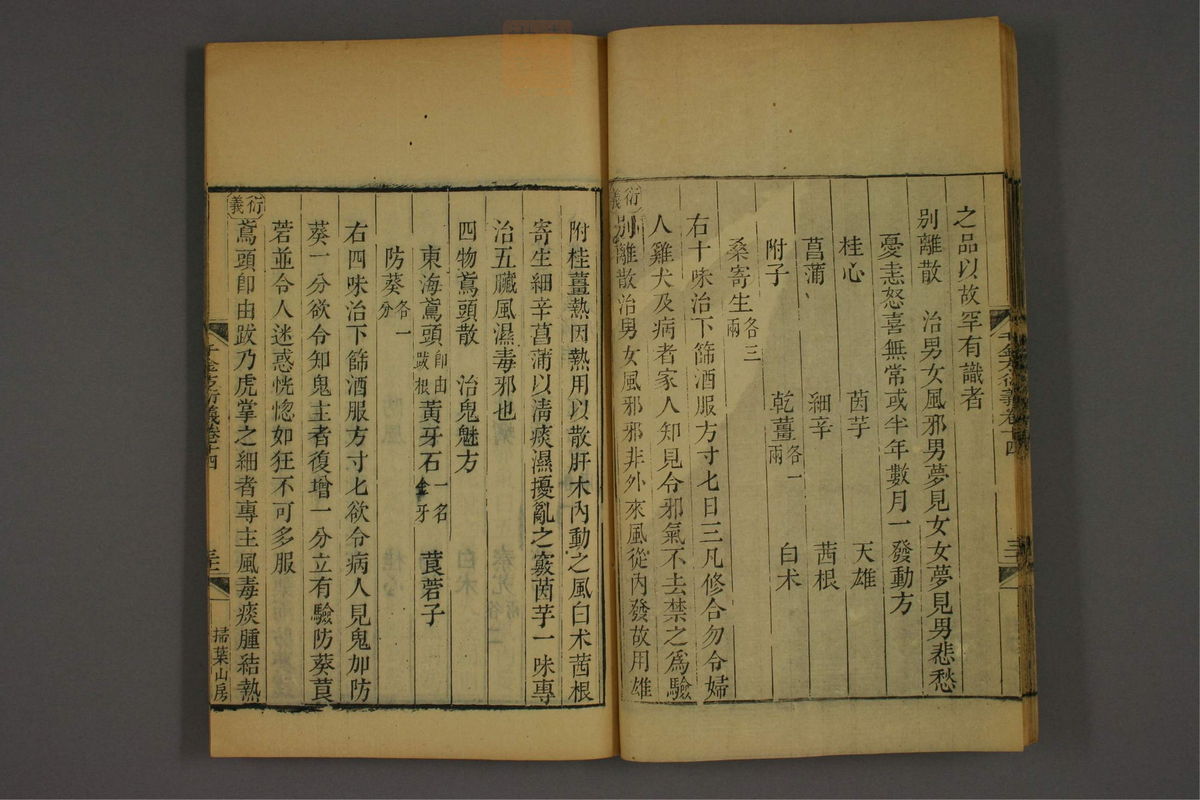 之品以故罕有識者
別離散　治男女風邪男夢見女女夢見男悲愁
憂恚怒喜無常或半年數月一發動方
桂心　茵芋　天雄
菖蒲　細辛　茜根
附子　乾薑各一兩　白术
桑寄生各三兩
右十味治下篩酒服方寸匕日三凡修合勿令婦
人雞犬及病者家人知見令邪氣不去禁之為驗
衍義
別離散治男女風邪邪非外來風從內發故用雄
附桂薑熱因熱用以散肝木內動之風白术茜根
寄生細辛菖蒲以清痰濕擾亂之竅茵芋一味專
治五臟風濕毒邪也
四物鳶頭散　治鬼魅方
東海鳶頭即由跋根　黃牙石一名金牙　莨菪子
防葵各一分
右四味治下篩酒服方寸匕欲令病人見鬼加防
葵一分欲令知鬼主者復增一分立有驗防葵莨
菪並令人迷惑恍惚如狂不可多服
衍義
鳶頭即由跋乃虎掌之細者專主風毒痰腫結熱
千金方衍義卷十四
掃葉山房